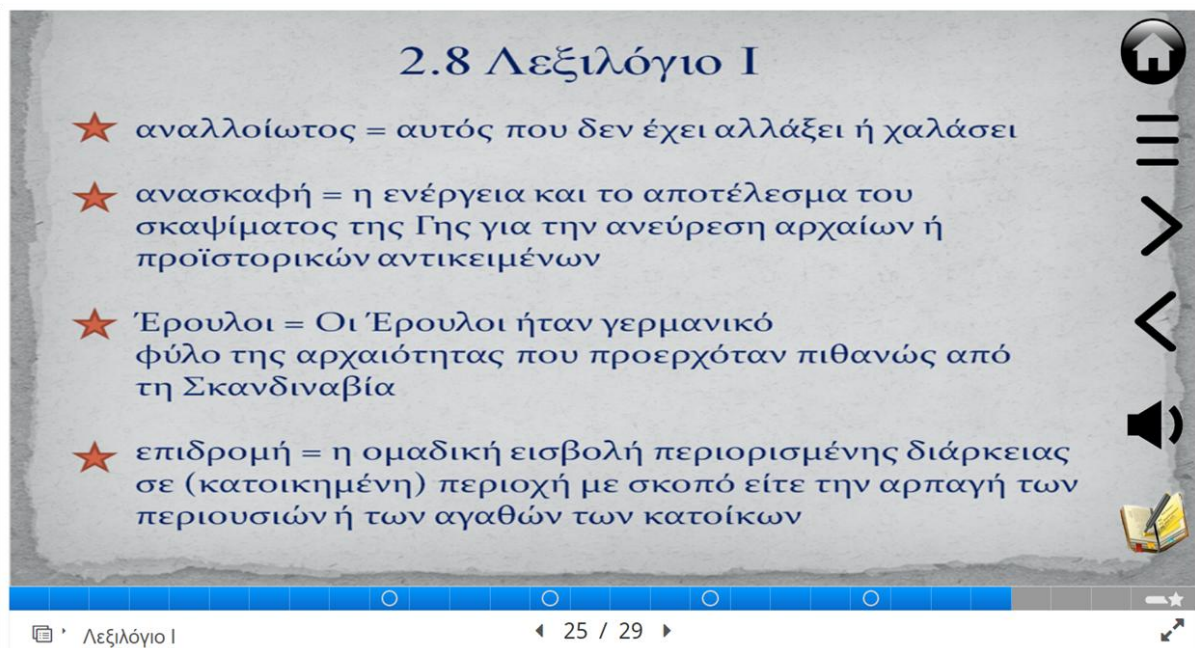 2.8 Λεξιλόγιο Ι
αναλλοίωτος = αυτός που δεν έχει αλλάξει ή χαλάσει
ανασκαφή = η ενέργεια και το αποτέλεσμα του
σκαψίματος της Γης για την ανεύρεση αρχαίων ή
προϊστορικών αντικειμένων
Έρουλοι = Οι Έρουλοι ήταν γερμανικό
φύλο της αρχαιότητας που προερχόταν πιθανώς από
τη Σκανδιναβία
επιδρομή = η ομαδική εισβολή περιορισμένης διάρκειας
σε (κατοικημένη) περιοχή με σκοπό είτε την αρπαγή των
περιουσιών ή των αγαθών των κατοίκων
Λεξιλόγιο Ι
25 / 29